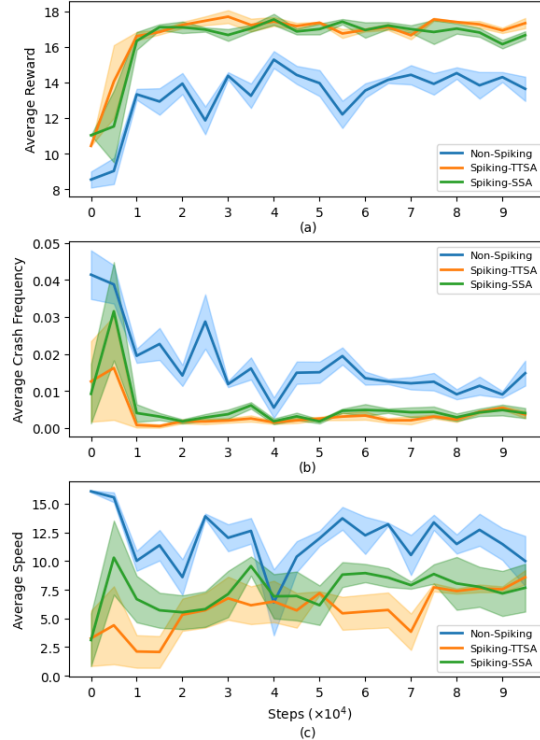 18
16
14
12
10
8
Average Reward
Non-Spiking
Spiking-TTSA
Spiking-SSA
0 1 2 3 4 5 6 7 8 9
(a)
0.05
0.04
0.03
0.02
0.01
0.00
Average Crash Frequency
Non-Spiking
Spiking-TTSA
Spiking-SSA
0 1 2 3 4 5 6 7 8 9
(b)
15.0
12.5
10.0
7.5
5.0
2.5
0.0
Average Speed
Non-Spiking
Spiking-TTSA
Spiking-SSA
0 1 2 3 4 5 6 7 8 9
Steps (×10⁴)
(c)